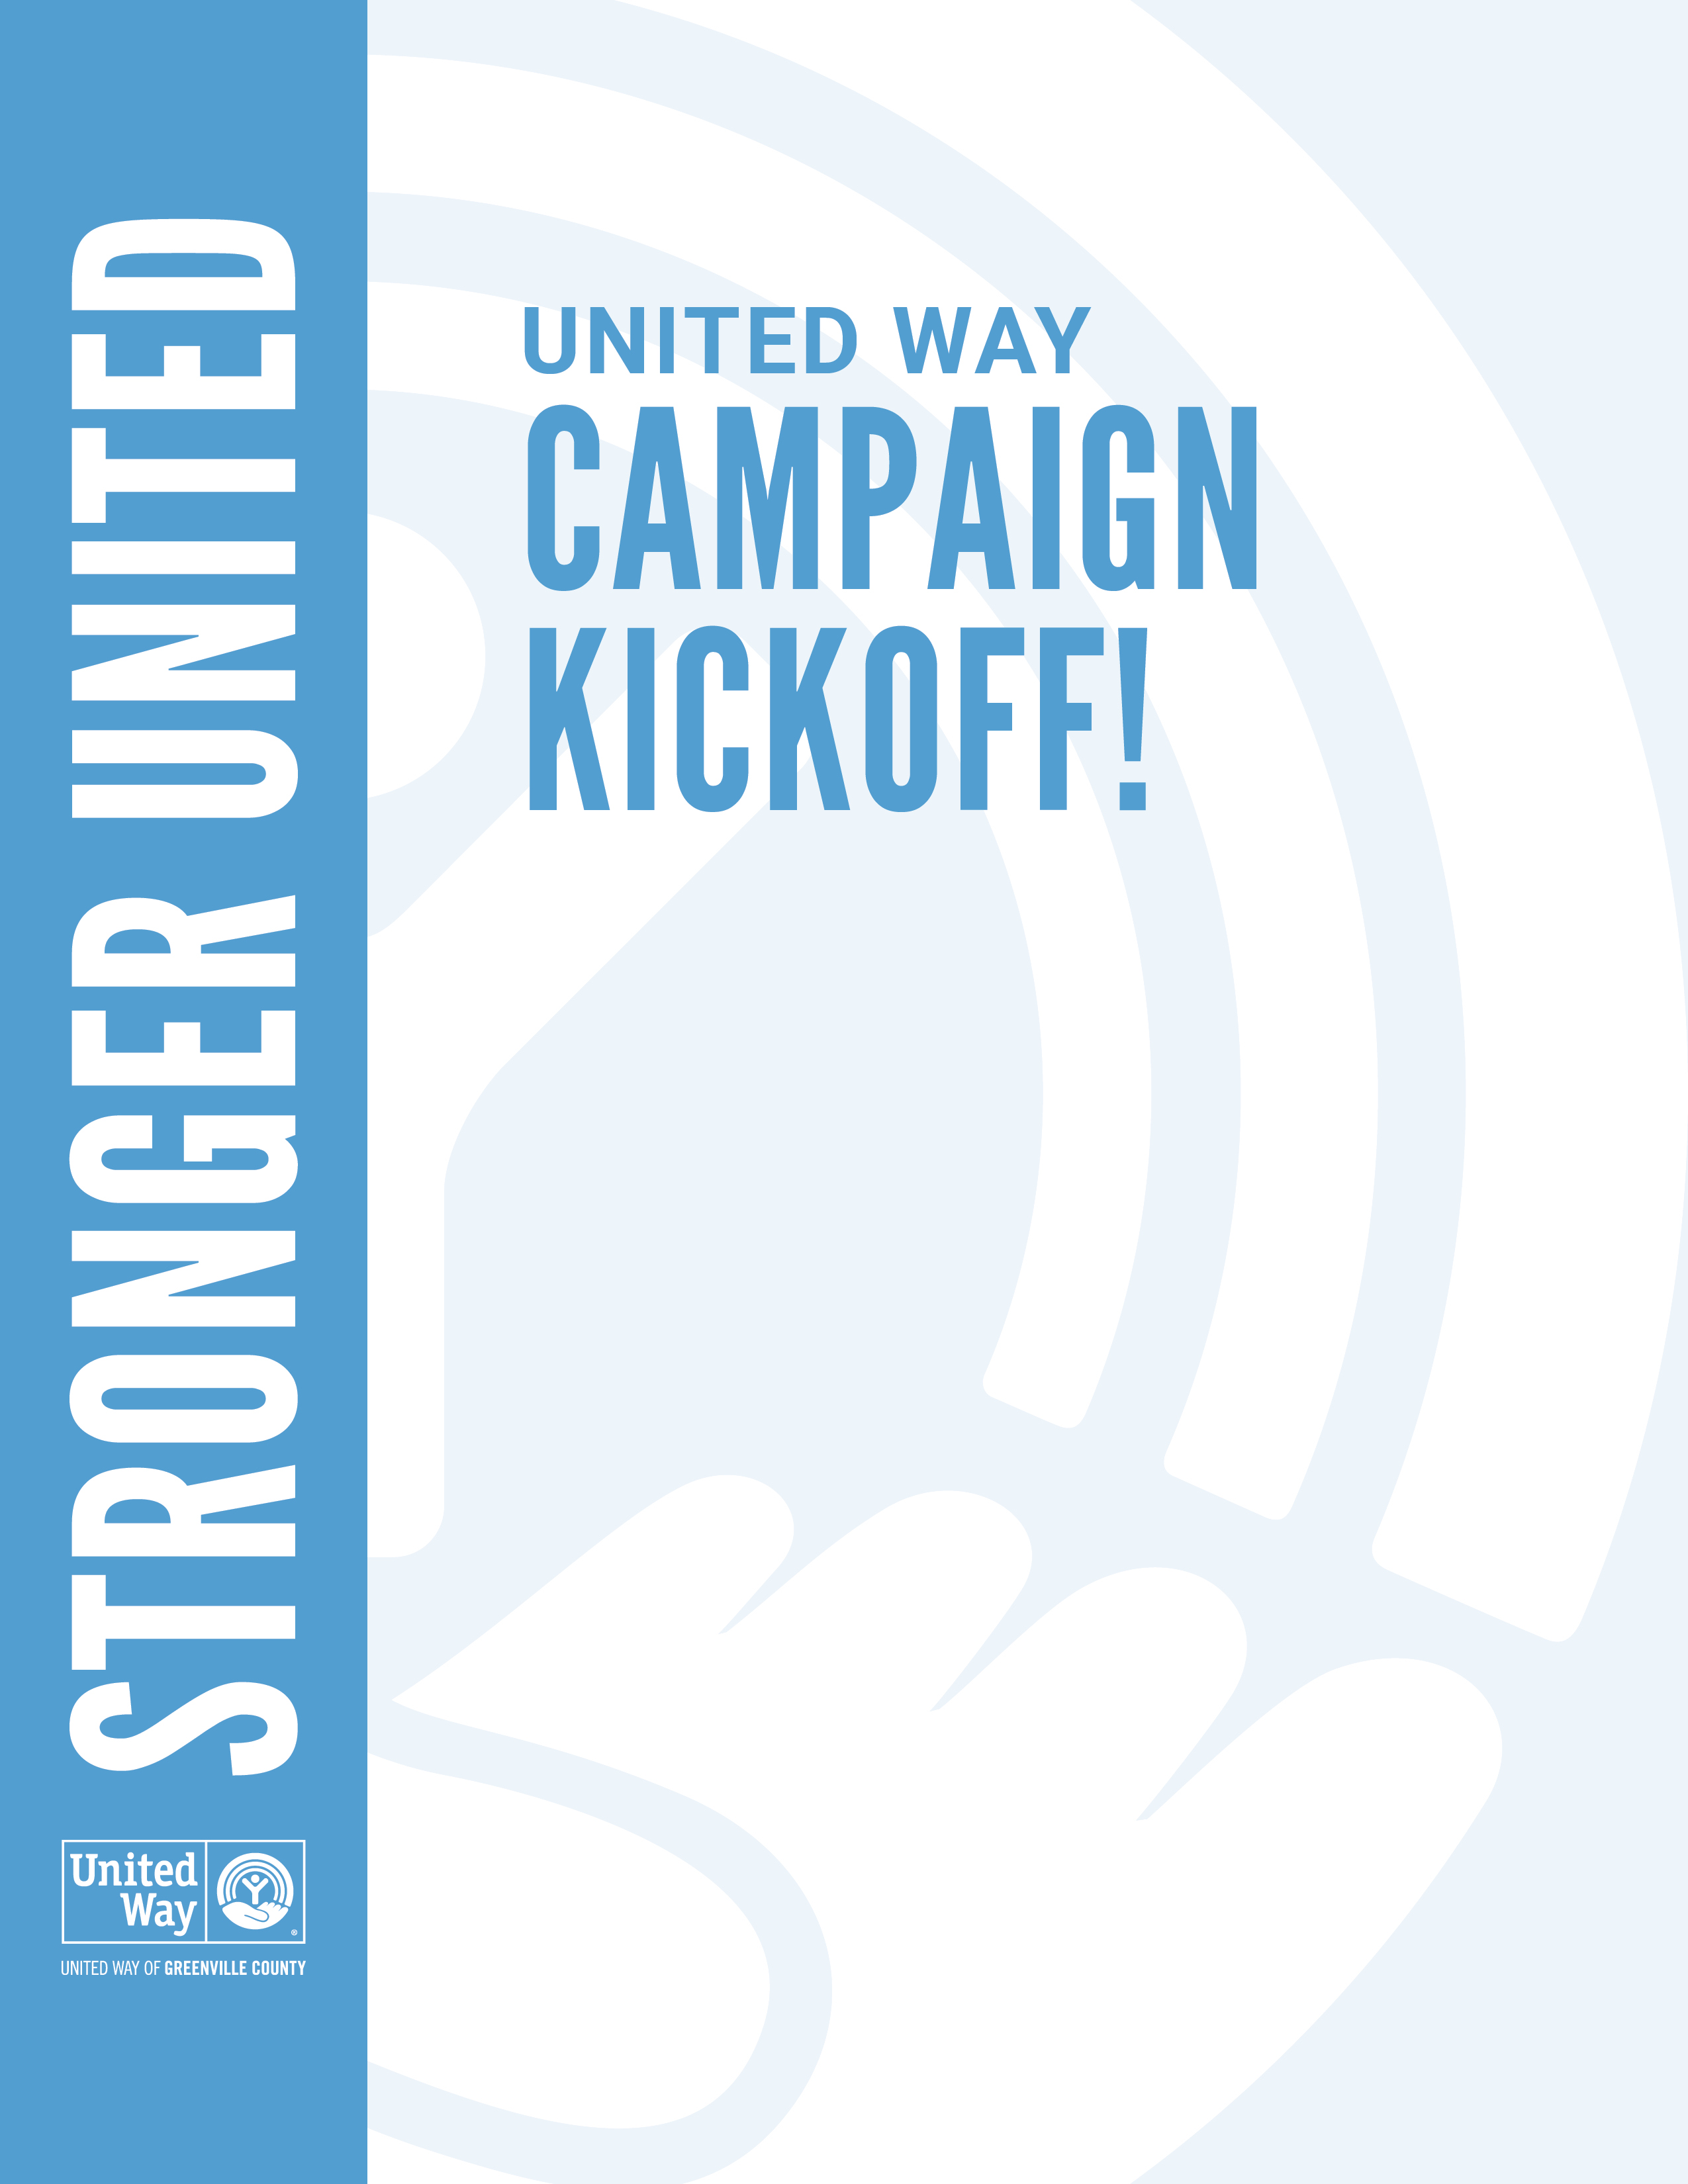 STRONGER UNITED
UNITED WAY
CAMPAIGN
KICKOFF!
United
Way
®
UNITED WAY OF GREENVILLE COUNTY